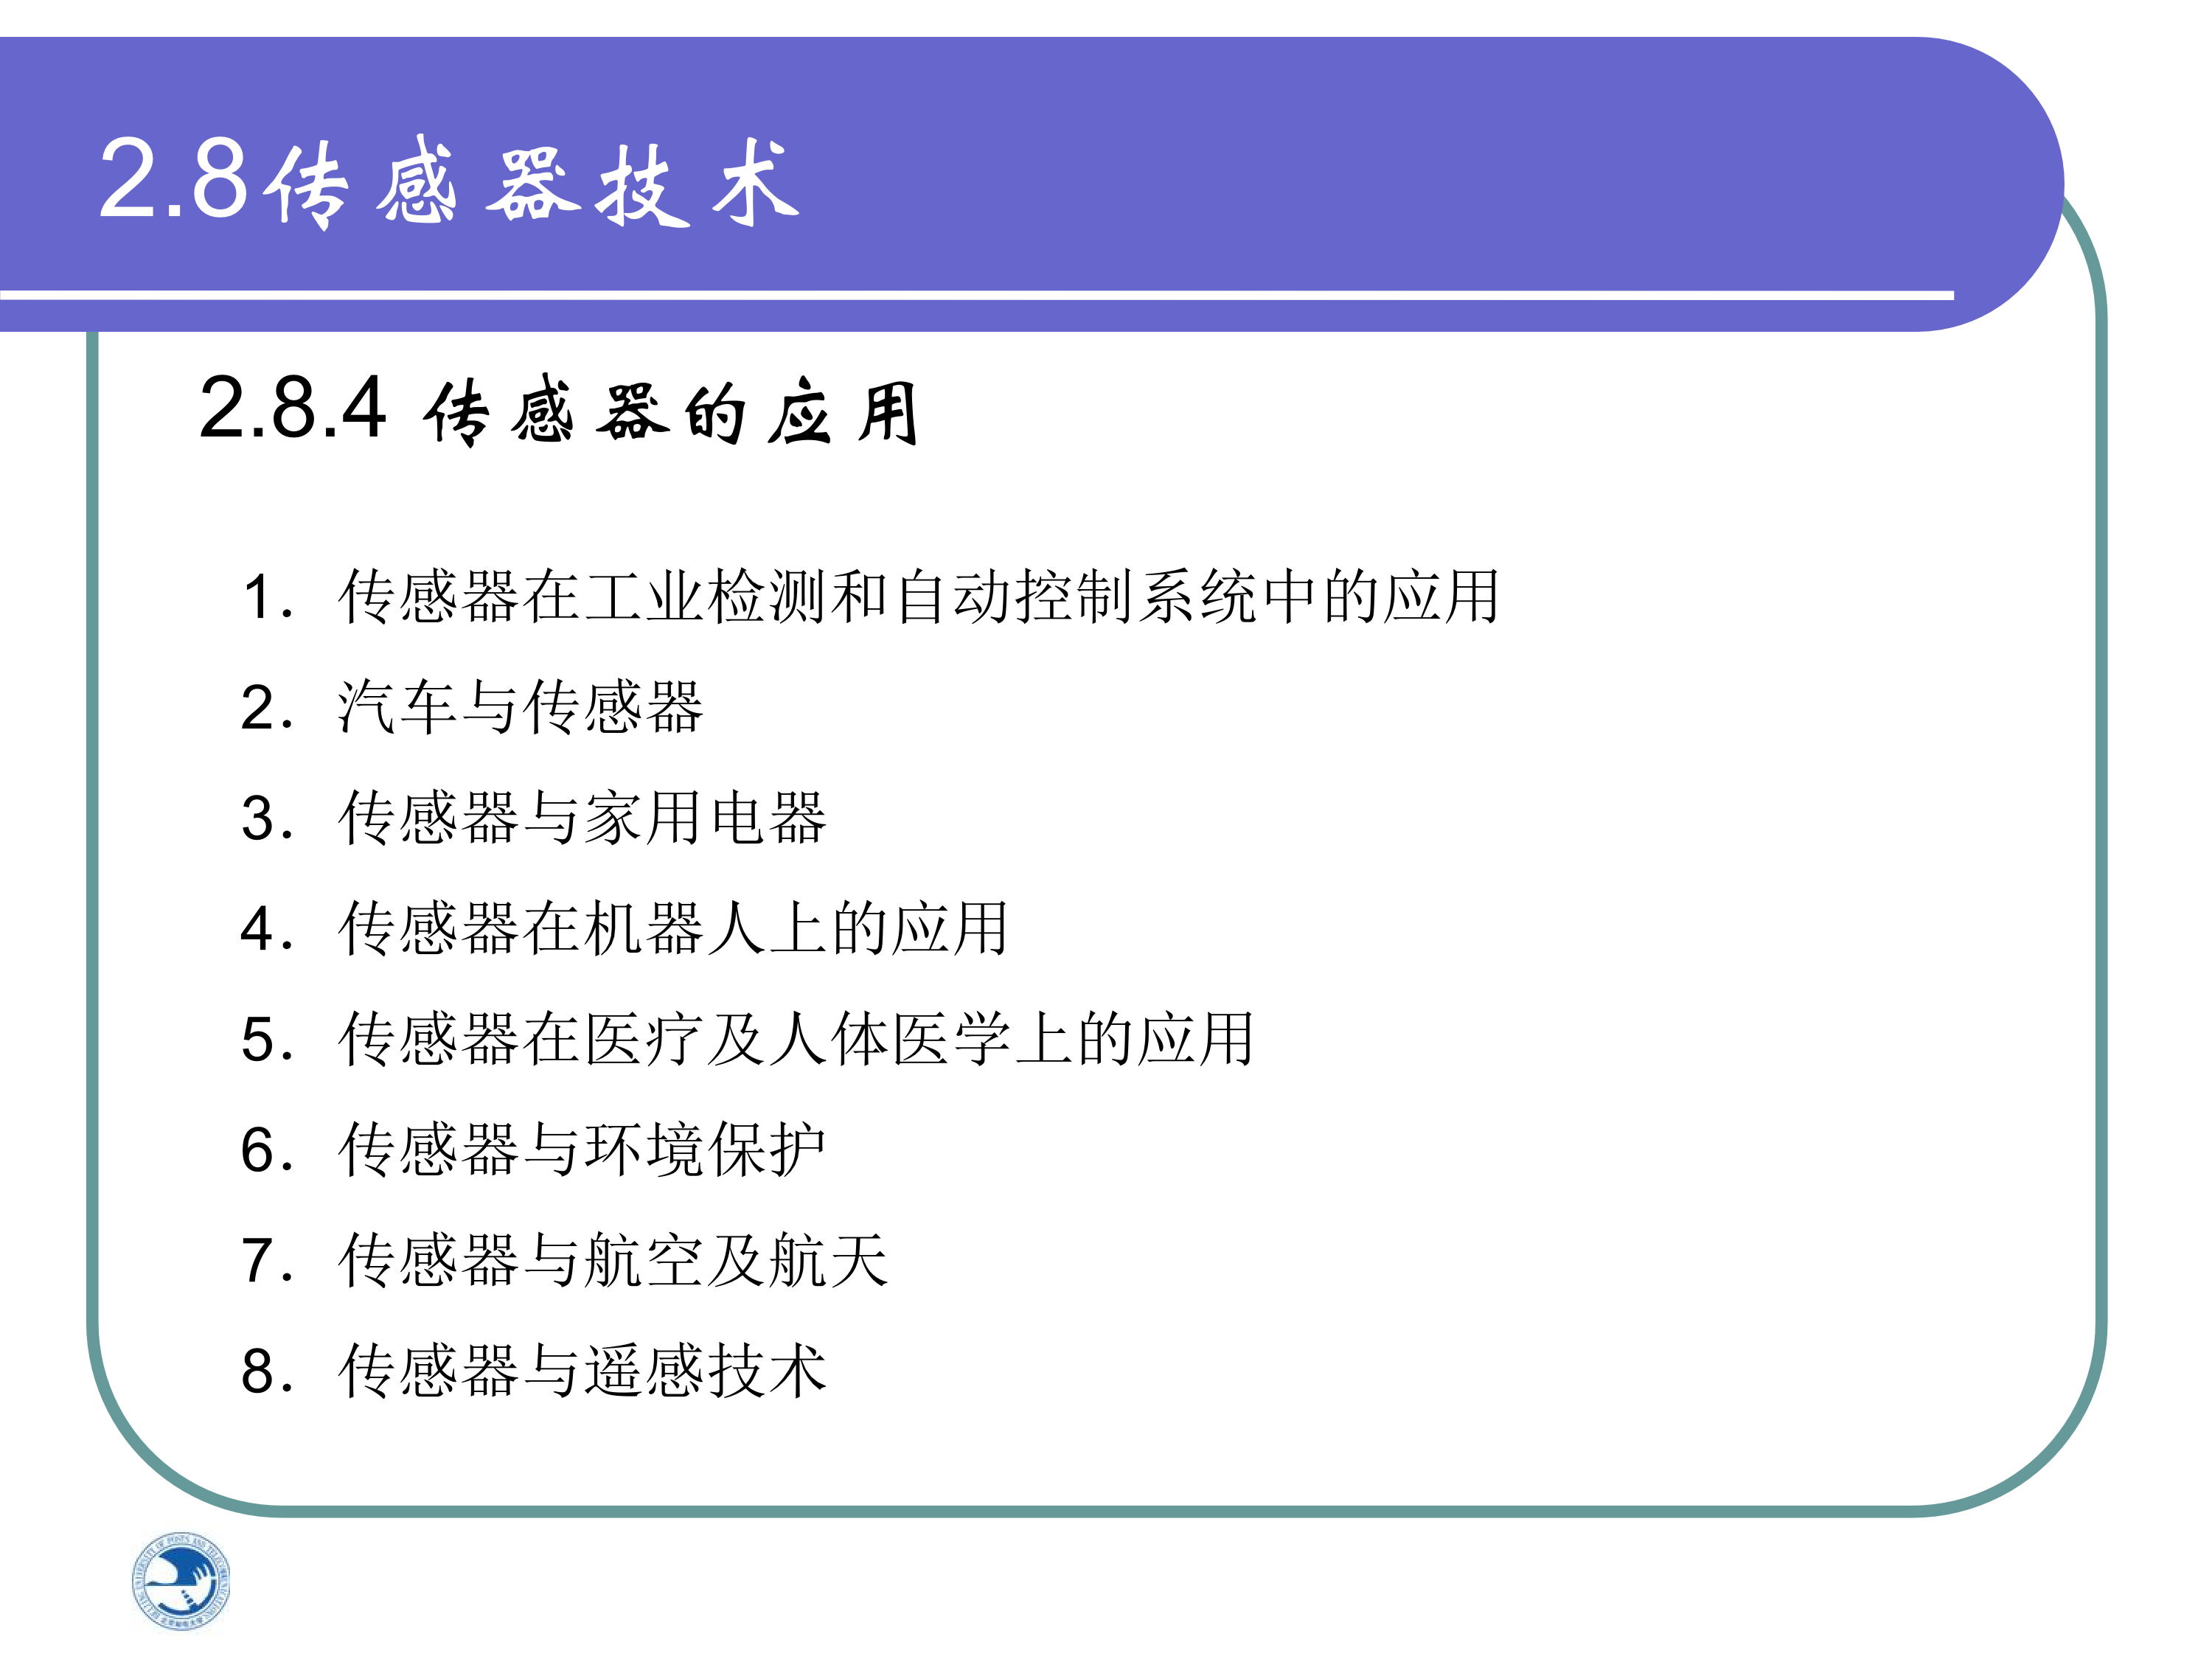 2.8传感器技术
2.8.4 传感器的应用
1. 传感器在工业检测和自动控制系统中的应用
2. 汽车与传感器
3. 传感器与家用电器
4. 传感器在机器人上的应用
5. 传感器在医疗及人体医学上的应用
6. 传感器与环境保护
7. 传感器与航空及航天
8. 传感器与遥感技术
UNIVERSITY OF POSTS AND TELECOMMUNICATIONS